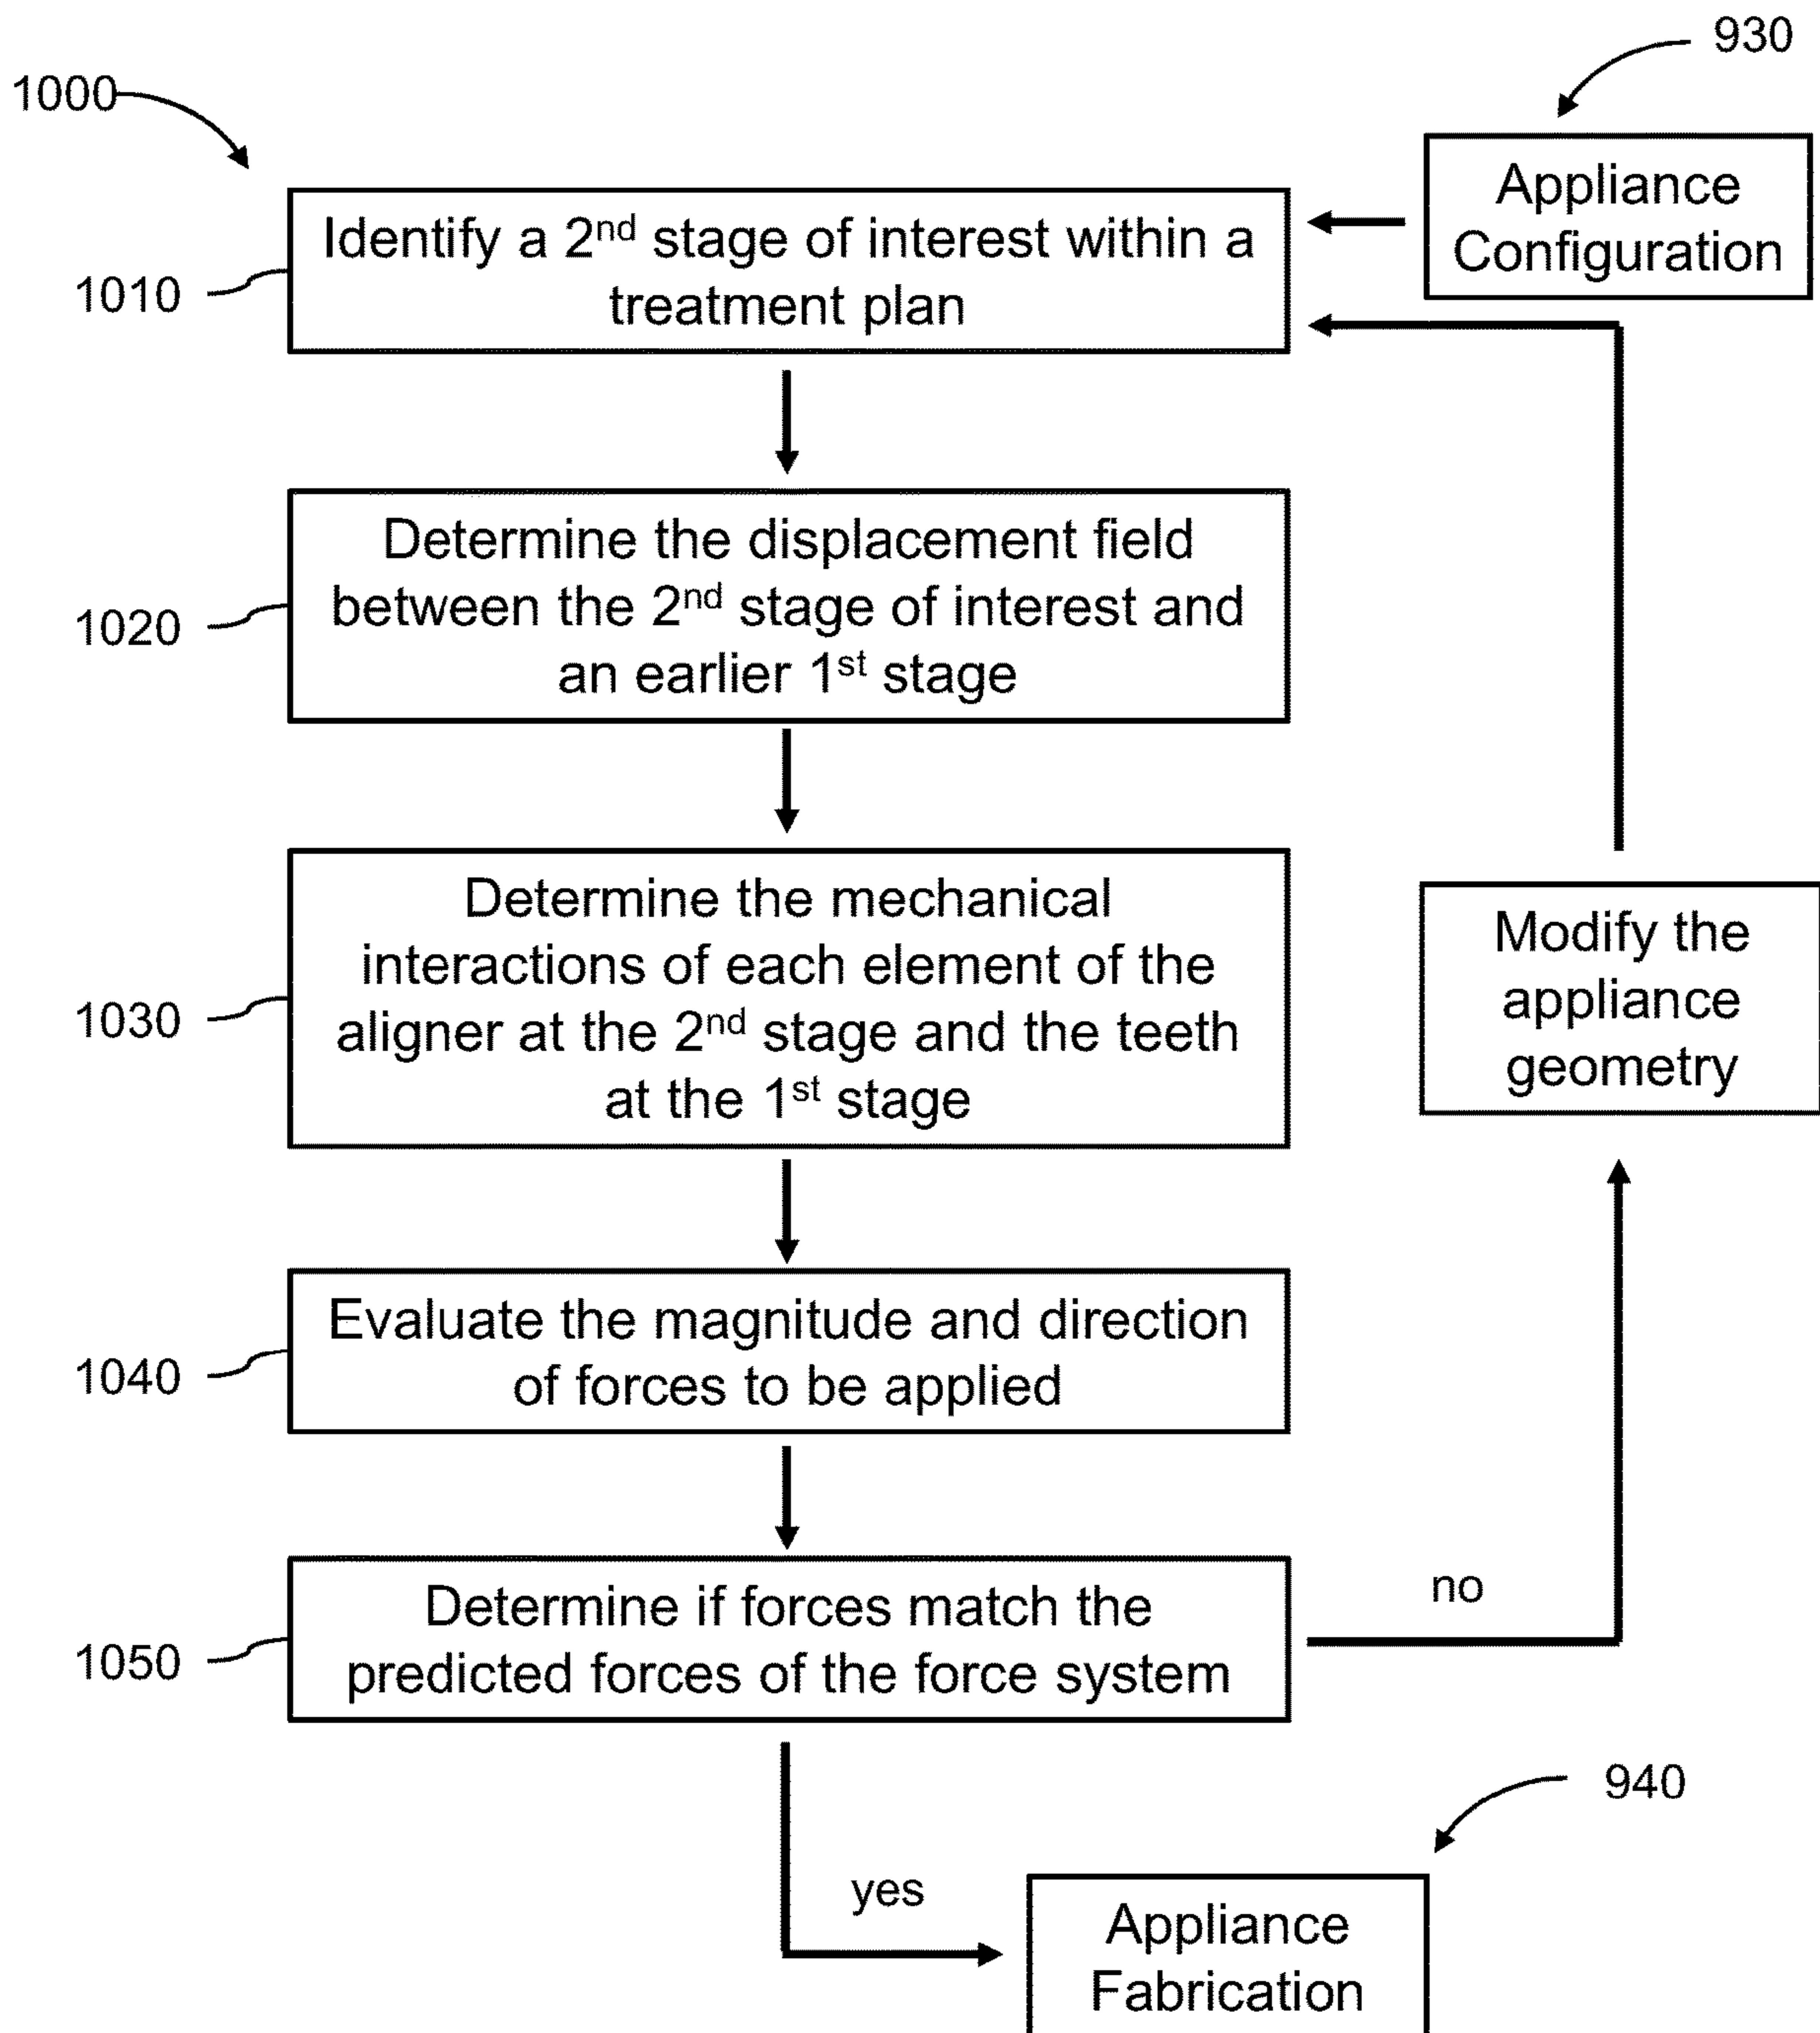 930
1000
Appliance
Configuration
Identify a 2nd stage of interest within a
treatment plan
1010
Determine the displacement field
between the 2nd stage of interest and
an earlier 1st stage
1020
Determine the mechanical
interactions of each element of the
aligner at the 2nd stage and the teeth
at the 1st stage
1030
Modify the
appliance
geometry
Evaluate the magnitude and direction
of forces to be applied
1040
Determine if forces match the
predicted forces of the force system
1050
no
940
yes
Appliance
Fabrication